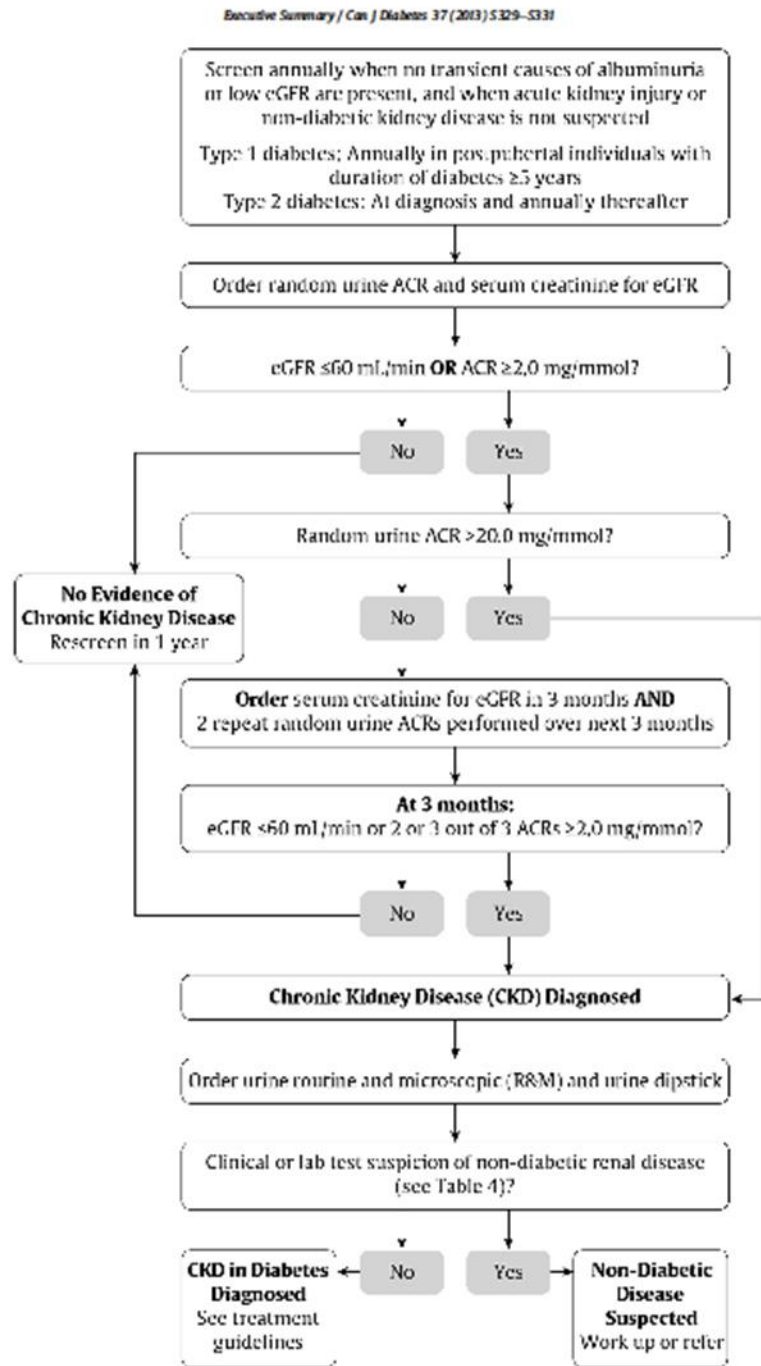 Executive Summary / Can J Diabetes 37 (2013) S329–S331
Screen annually when no transient causes of albuminuria
or low eGFR are present, and when acute kidney injury or
non-diabetic kidney disease is not suspected
Type 1 diabetes: Annually in postpubertal individuals with
duration of diabetes ≥5 years
Type 2 diabetes: At diagnosis and annually thereafter
Order random urine ACR and serum creatinine for eGFR
eGFR ≤60 mL/min OR ACR ≥2.0 mg/mmol?
No
Yes
Random urine ACR >20.0 mg/mmol?
No Evidence of
Chronic Kidney Disease
Rescreen in 1 year
No
Yes
Order serum creatinine for eGFR in 3 months AND
2 repeat random urine ACRs performed over next 3 months
At 3 months:
eGFR ≤60 mL/min or 2 or 3 out of 3 ACRs ≥2.0 mg/mmol?
No
Yes
Chronic Kidney Disease (CKD) Diagnosed
Order urine routine and microscopic (R&M) and urine dipstick
Clinical or lab test suspicion of non-diabetic renal disease
(see Table 4)?
CKD in Diabetes
Diagnosed
See treatment
guidelines
No
Yes
Non-Diabetic
Disease
Suspected
Work up or refer